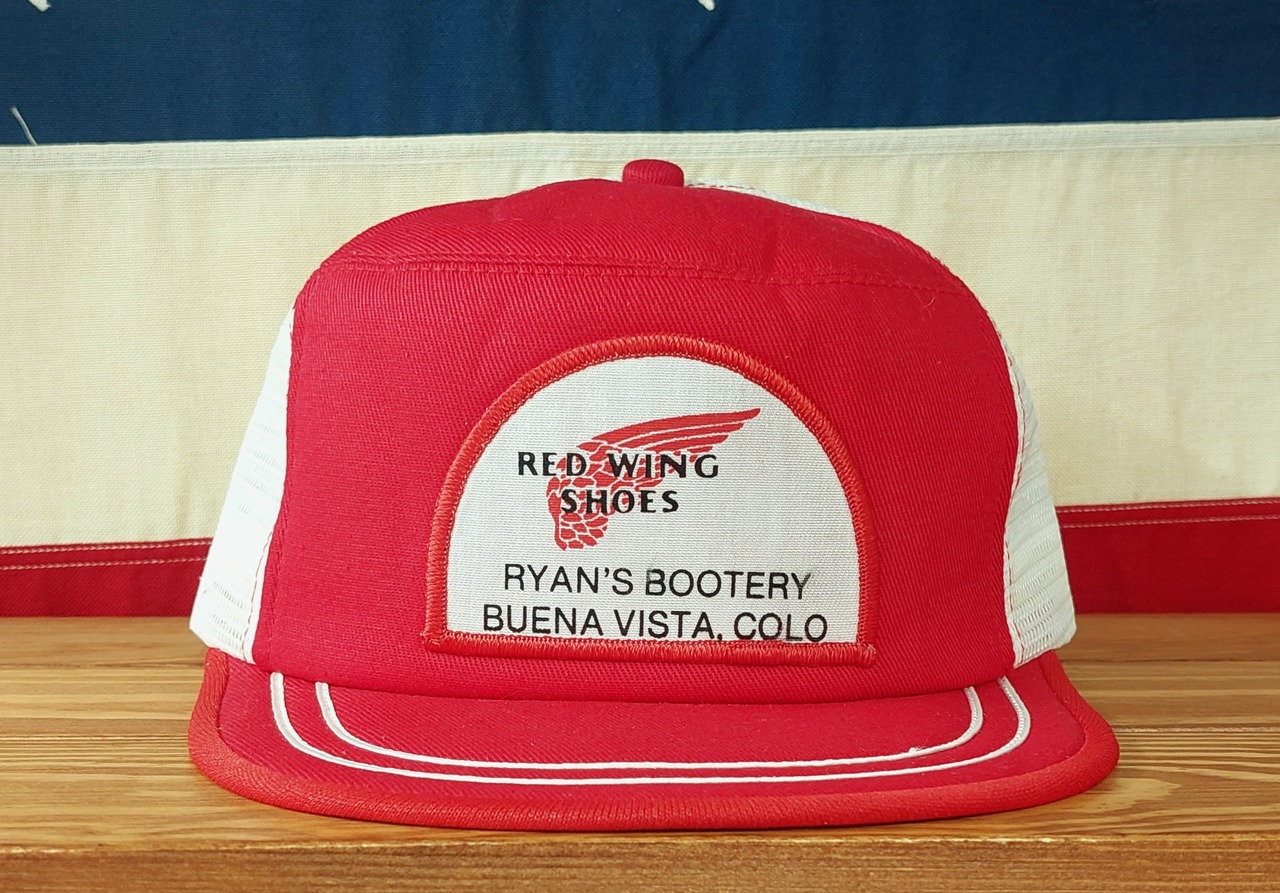 RED WING
SHOES
RYAN'S BOOTERY
BUENA VISTA, COLO